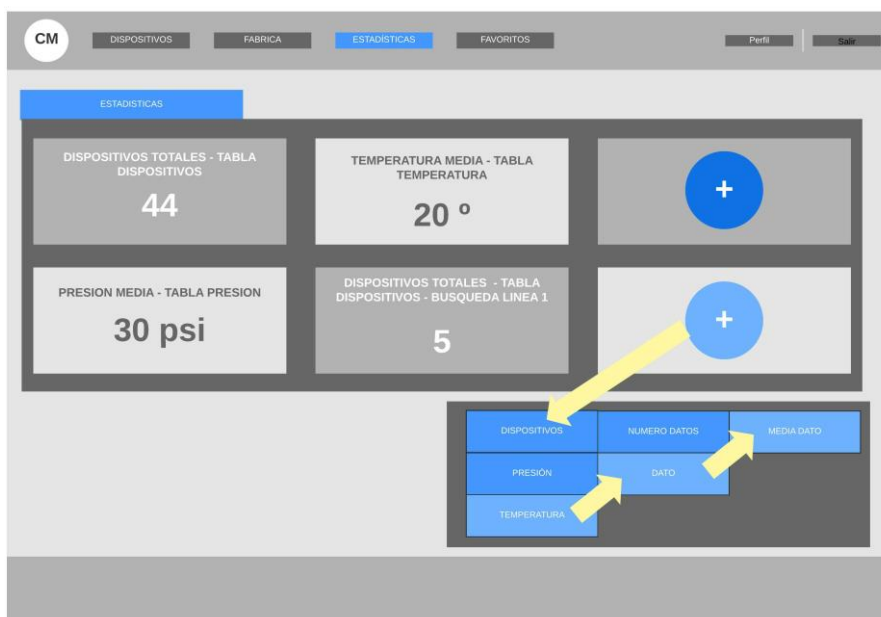 CM
DISPOSITIVOS
FABRICA
ESTADÍSTICAS
FAVORITOS
Perfil
Salir
ESTADISTICAS
DISPOSITIVOS TOTALES - TABLA
DISPOSITIVOS
44
TEMPERATURA MEDIA - TABLA
TEMPERATURA
20 º
+
PRESION MEDIA - TABLA PRESION
30 psi
DISPOSITIVOS TOTALES - TABLA
DISPOSITIVOS - BUSQUEDA LINEA 1
5
+
DISPOSITIVOS
NUMERO DATOS
MEDIA DATO
PRESIÓN
DATO
TEMPERATURA